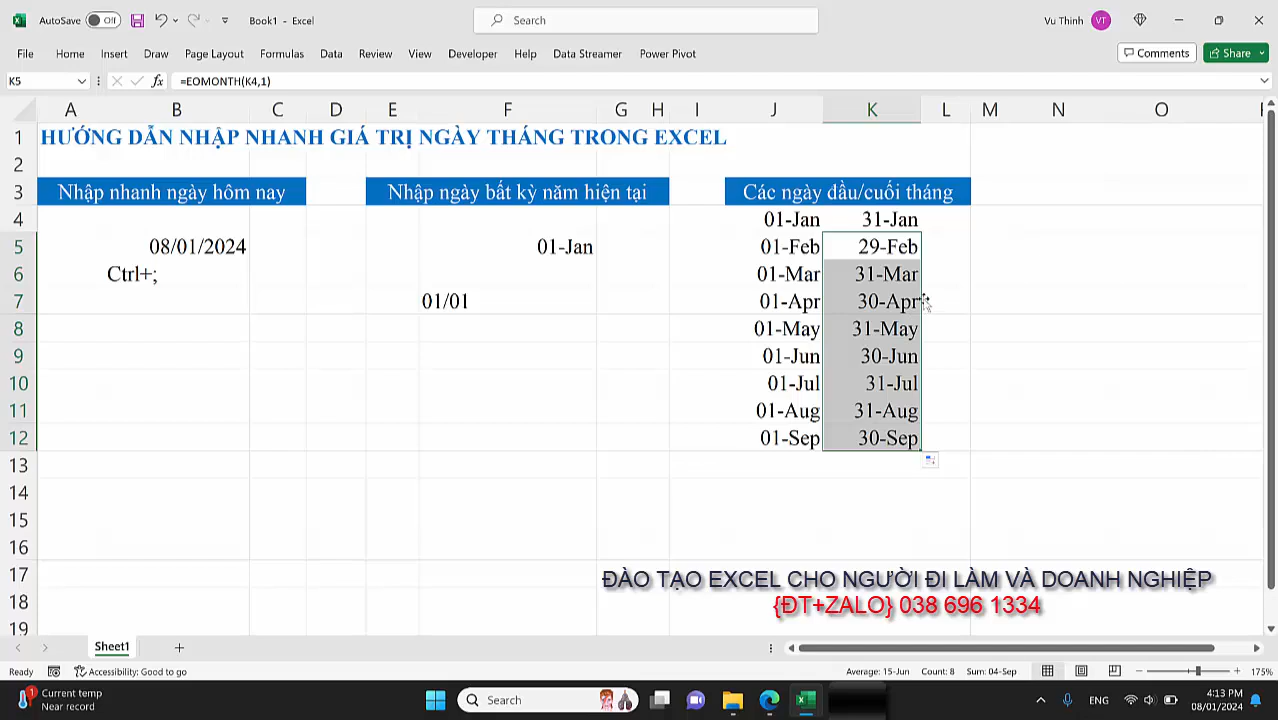 AutoSave Off Book1 - Excel Search Vu Thinh VT
File Home Insert Draw Page Layout Formulas Data Review View Developer Help Data Streamer Power Pivot Comments Share
K5 fx =EOMONTH(K4,1)
A B C D E F G H I J K L M N O
1 HƯỚNG DẪN NHẬP NHANH GIÁ TRỊ NGÀY THÁNG TRONG EXCEL
2
3 Nhập nhanh ngày hôm nay Nhập ngày bất kỳ năm hiện tại Các ngày đầu/cuối tháng
4 01-Jan 31-Jan
5 08/01/2024 01-Jan 01-Feb 29-Feb
6 Ctrl+; 01-Mar 31-Mar
7 01/01 01-Apr 30-Apr
8 01-May 31-May
9 01-Jun 30-Jun
10 01-Jul 31-Jul
11 01-Aug 31-Aug
12 01-Sep 30-Sep
13
14
15
16
17
18
19
ĐÀO TẠO EXCEL CHO NGƯỜI ĐI LÀM VÀ DOANH NGHIỆP
{ĐT+ZALO} 038 696 1334
Sheet1
Ready Accessibility: Good to go Average: 15-Jun Count: 8 Sum: 04-Sep 175%
1 Current temp Search ENG 4:13 PM
Near record 08/01/2024